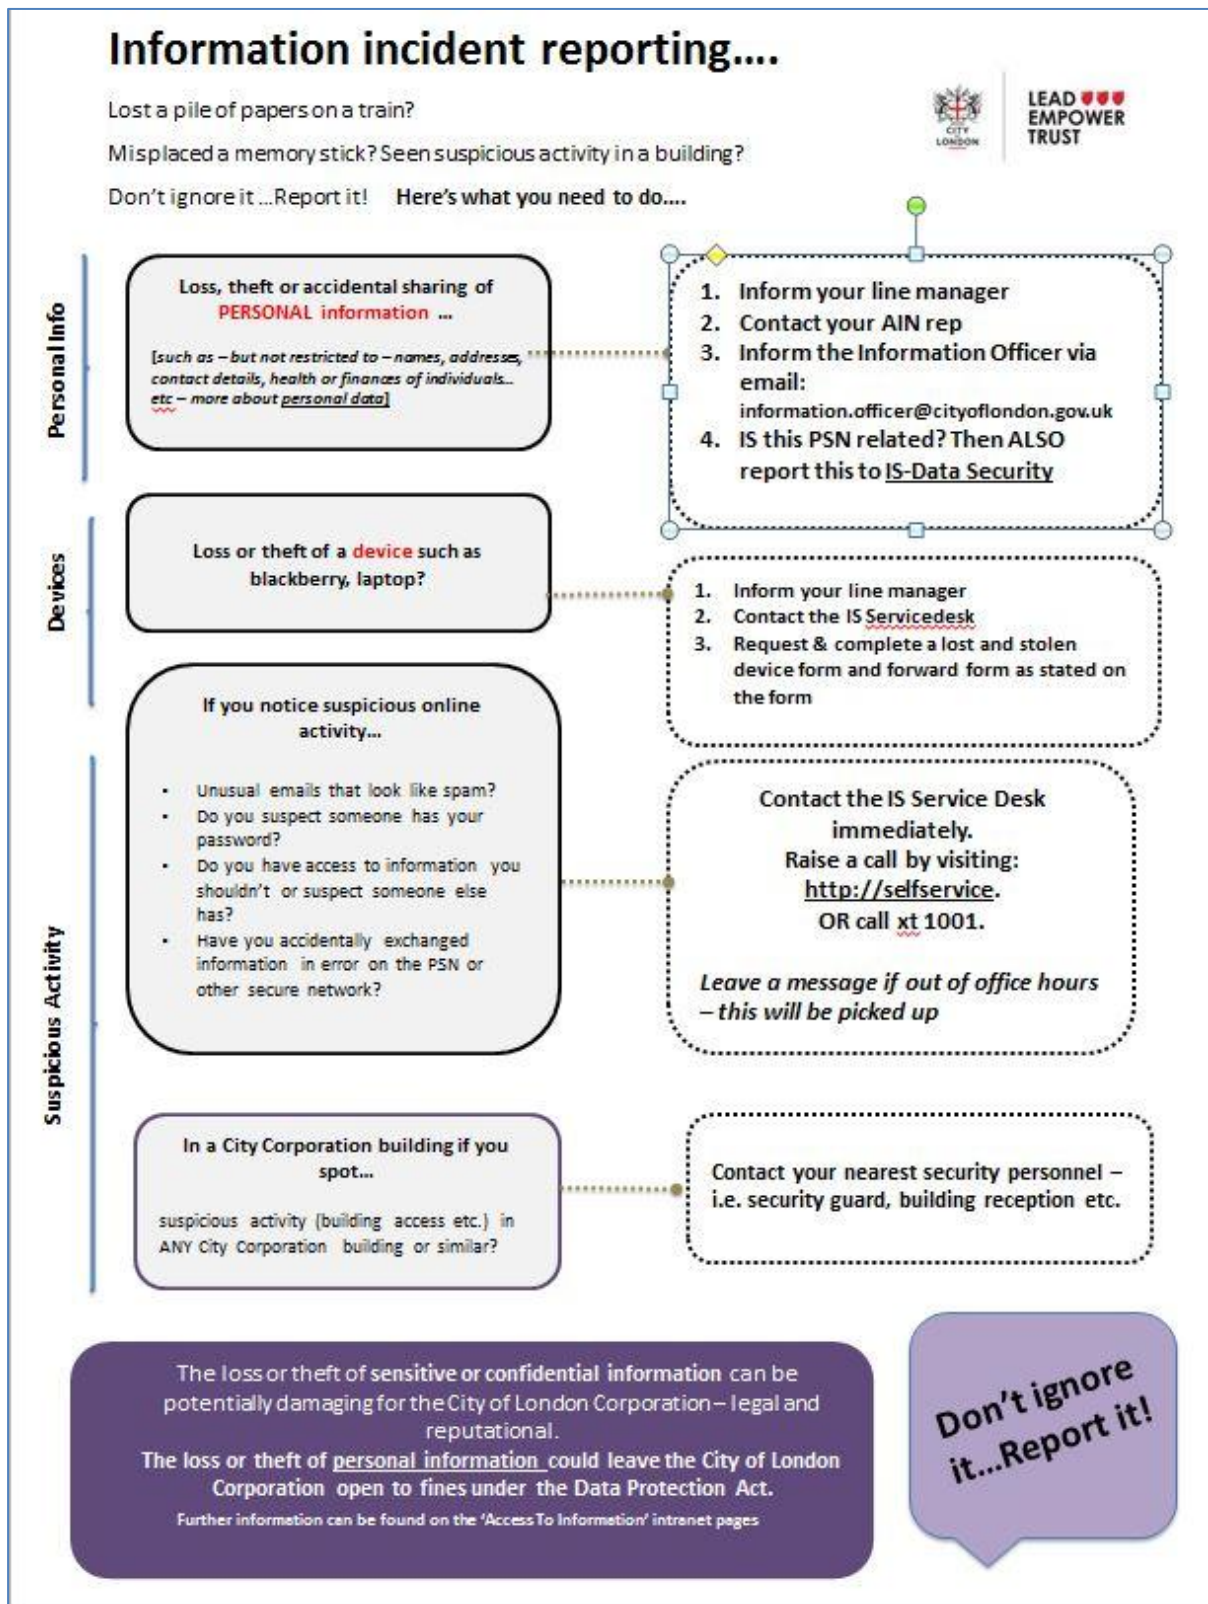 Information incident reporting....
Lost a pile of papers on a train?
Misplaced a memory stick? Seen suspicious activity in a building?
Don't ignore it ...Report it! Here's what you need to do....
CITY
LONDON
LEAD
EMPOWER
TRUST
Personal Info
Loss, theft or accidental sharing of
PERSONAL information ...
[such as – but not restricted to – names, addresses,
contact details, health or finances of individuals...
etc – more about personal data]
1. Inform your line manager
2. Contact your AIN rep
3. Inform the Information Officer via
email:
information.officer@cityoflondon.gov.uk
4. IS this PSN related? Then ALSO
report this to IS-Data Security
Devices
Loss or theft of a device such as
blackberry, laptop?
1. Inform your line manager
2. Contact the IS Servicedesk
3. Request & complete a lost and stolen
device form and forward form as stated on
the form
Suspicious Activity
If you notice suspicious online
activity...
• Unusual emails that look like spam?
• Do you suspect someone has your
password?
• Do you have access to information you
shouldn't or suspect someone else
has?
• Have you accidentally exchanged
information in error on the PSN or
other secure network?
Contact the IS Service Desk
immediately.
Raise a call by visiting:
http://selfservice.
OR call xt 1001.
Leave a message if out of office hours
– this will be picked up
In a City Corporation building if you
spot...
suspicious activity (building access etc.) in
ANY City Corporation building or similar?
Contact your nearest security personnel –
i.e. security guard, building reception etc.
The loss or theft of sensitive or confidential information can be
potentially damaging for the City of London Corporation – legal and
reputational.
The loss or theft of personal information could leave the City of London
Corporation open to fines under the Data Protection Act.
Further information can be found on the 'Access To Information' intranet pages
Don't ignore
it...Report it!